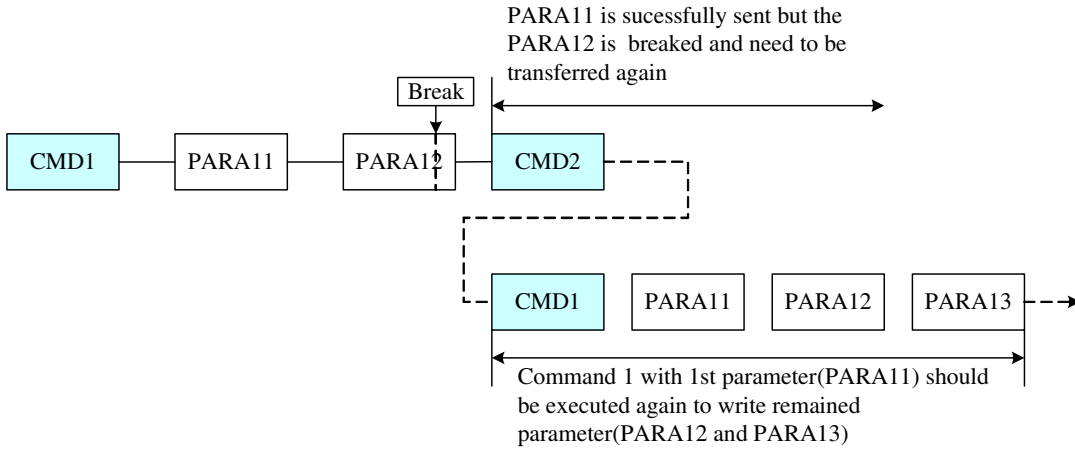 PARA11 is sucessfully sent but the
PARA12 is breaked and need to be
transferred again
Break
CMD1
PARA11
PARA12
CMD2
CMD1
PARA11
PARA12
PARA13
Command 1 with 1st parameter(PARA11) should
be executed again to write remained
parameter(PARA12 and PARA13)